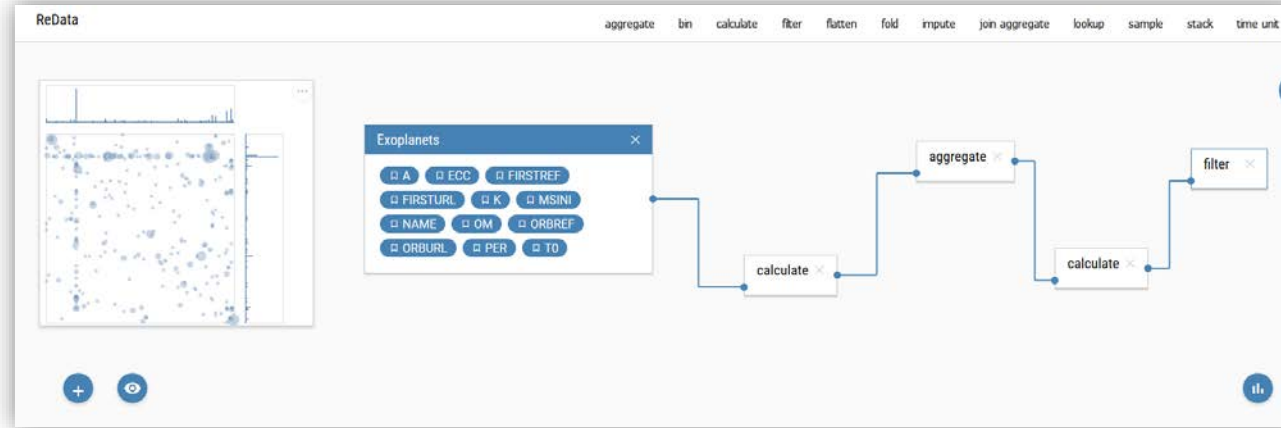 ReData
aggregate bin calculate filter flatten fold impute join aggregate lookup sample stack time unit
Exoplanets
A ECC FIRSTREF
FIRSTURL K MSINI
NAME OM ORBREF
ORBURL PER T0
calculate
aggregate
calculate
filter